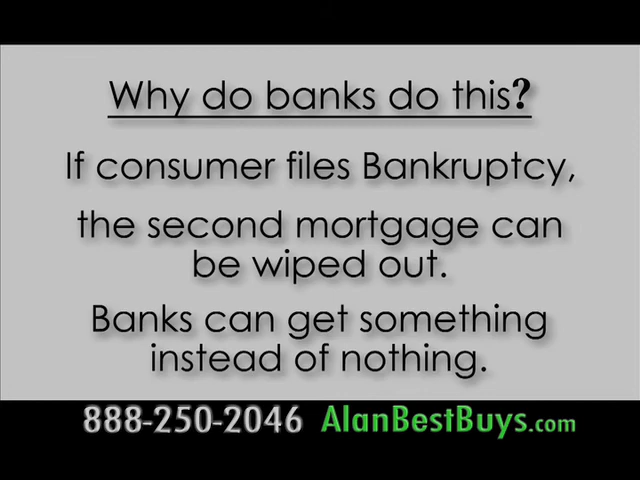 Why do banks do this?
If consumer files Bankruptcy,
the second mortgage can
be wiped out.
Banks can get something
instead of nothing.
888-250-2046 AlanBestBuys.com